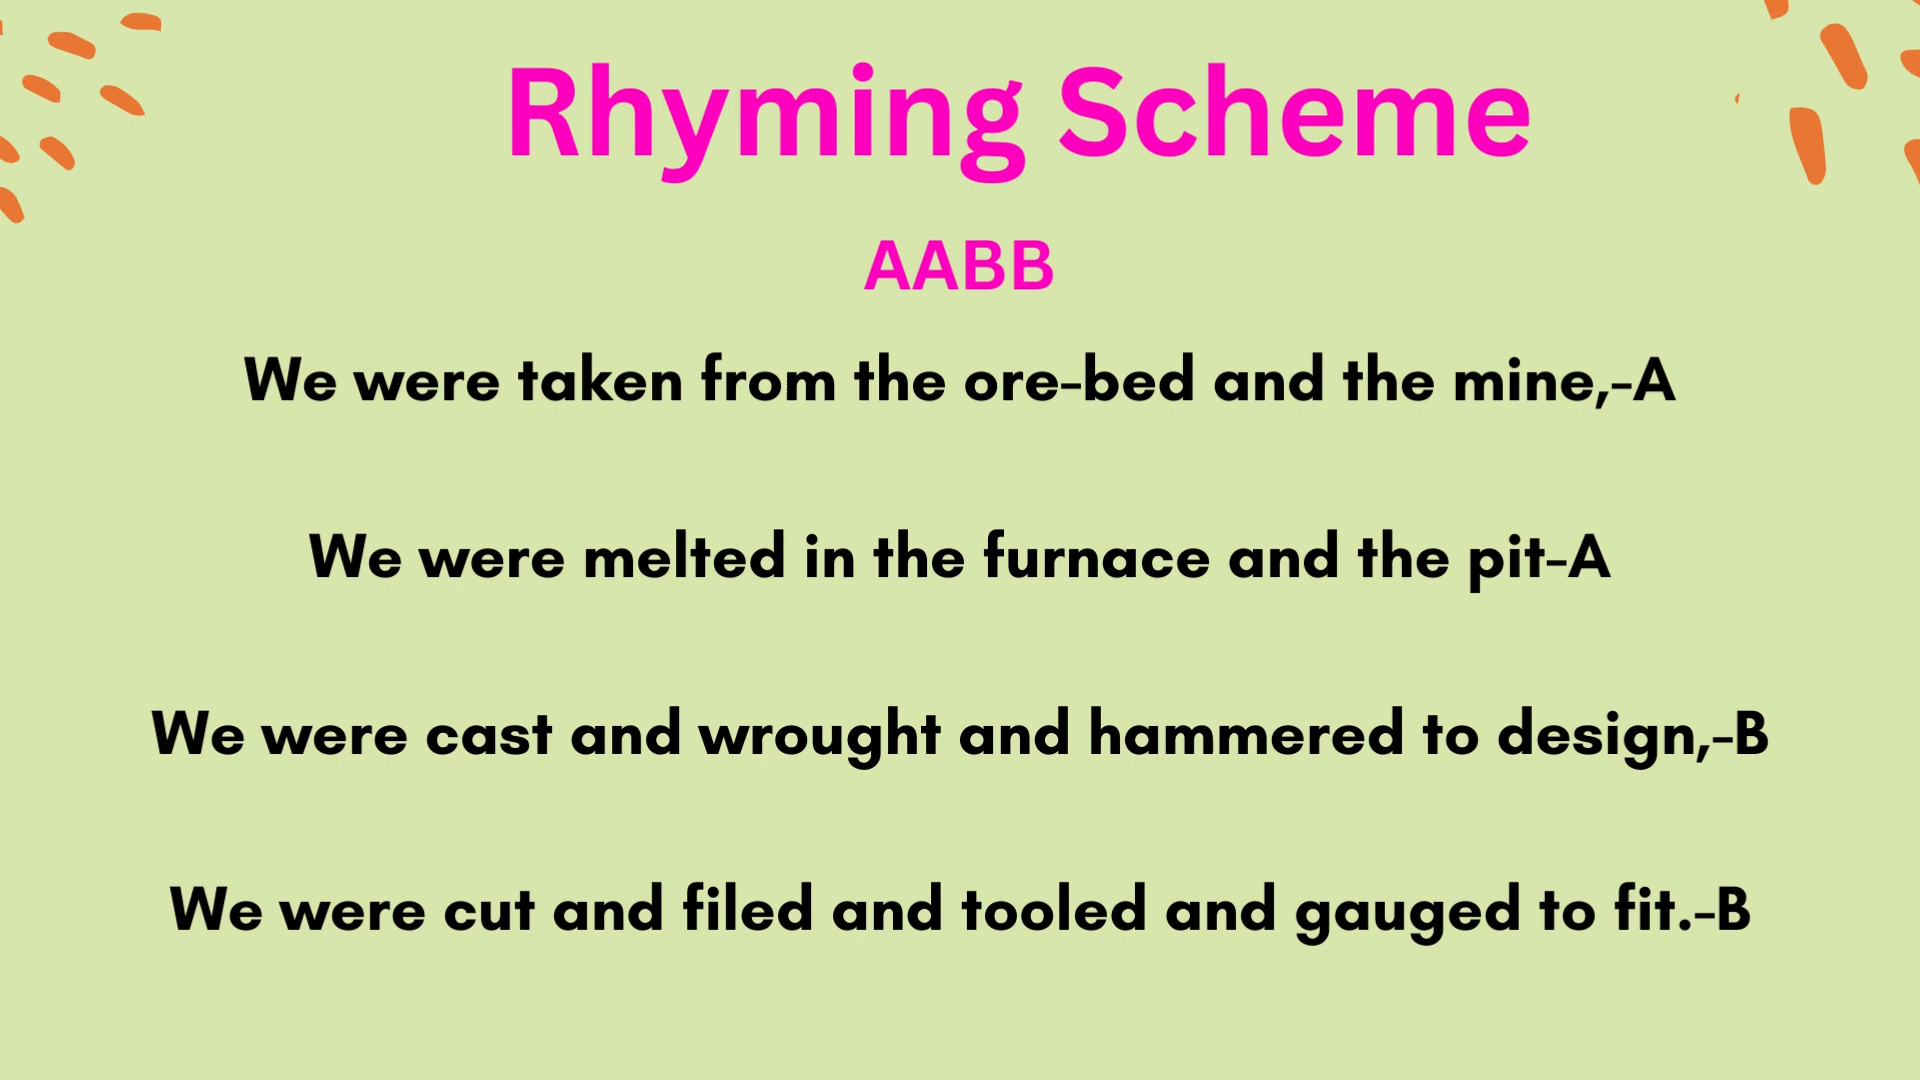 Rhyming Scheme
AABB
We were taken from the ore-bed and the mine,-A
We were melted in the furnace and the pit-A
We were cast and wrought and hammered to design,-B
We were cut and filed and tooled and gauged to fit.-B